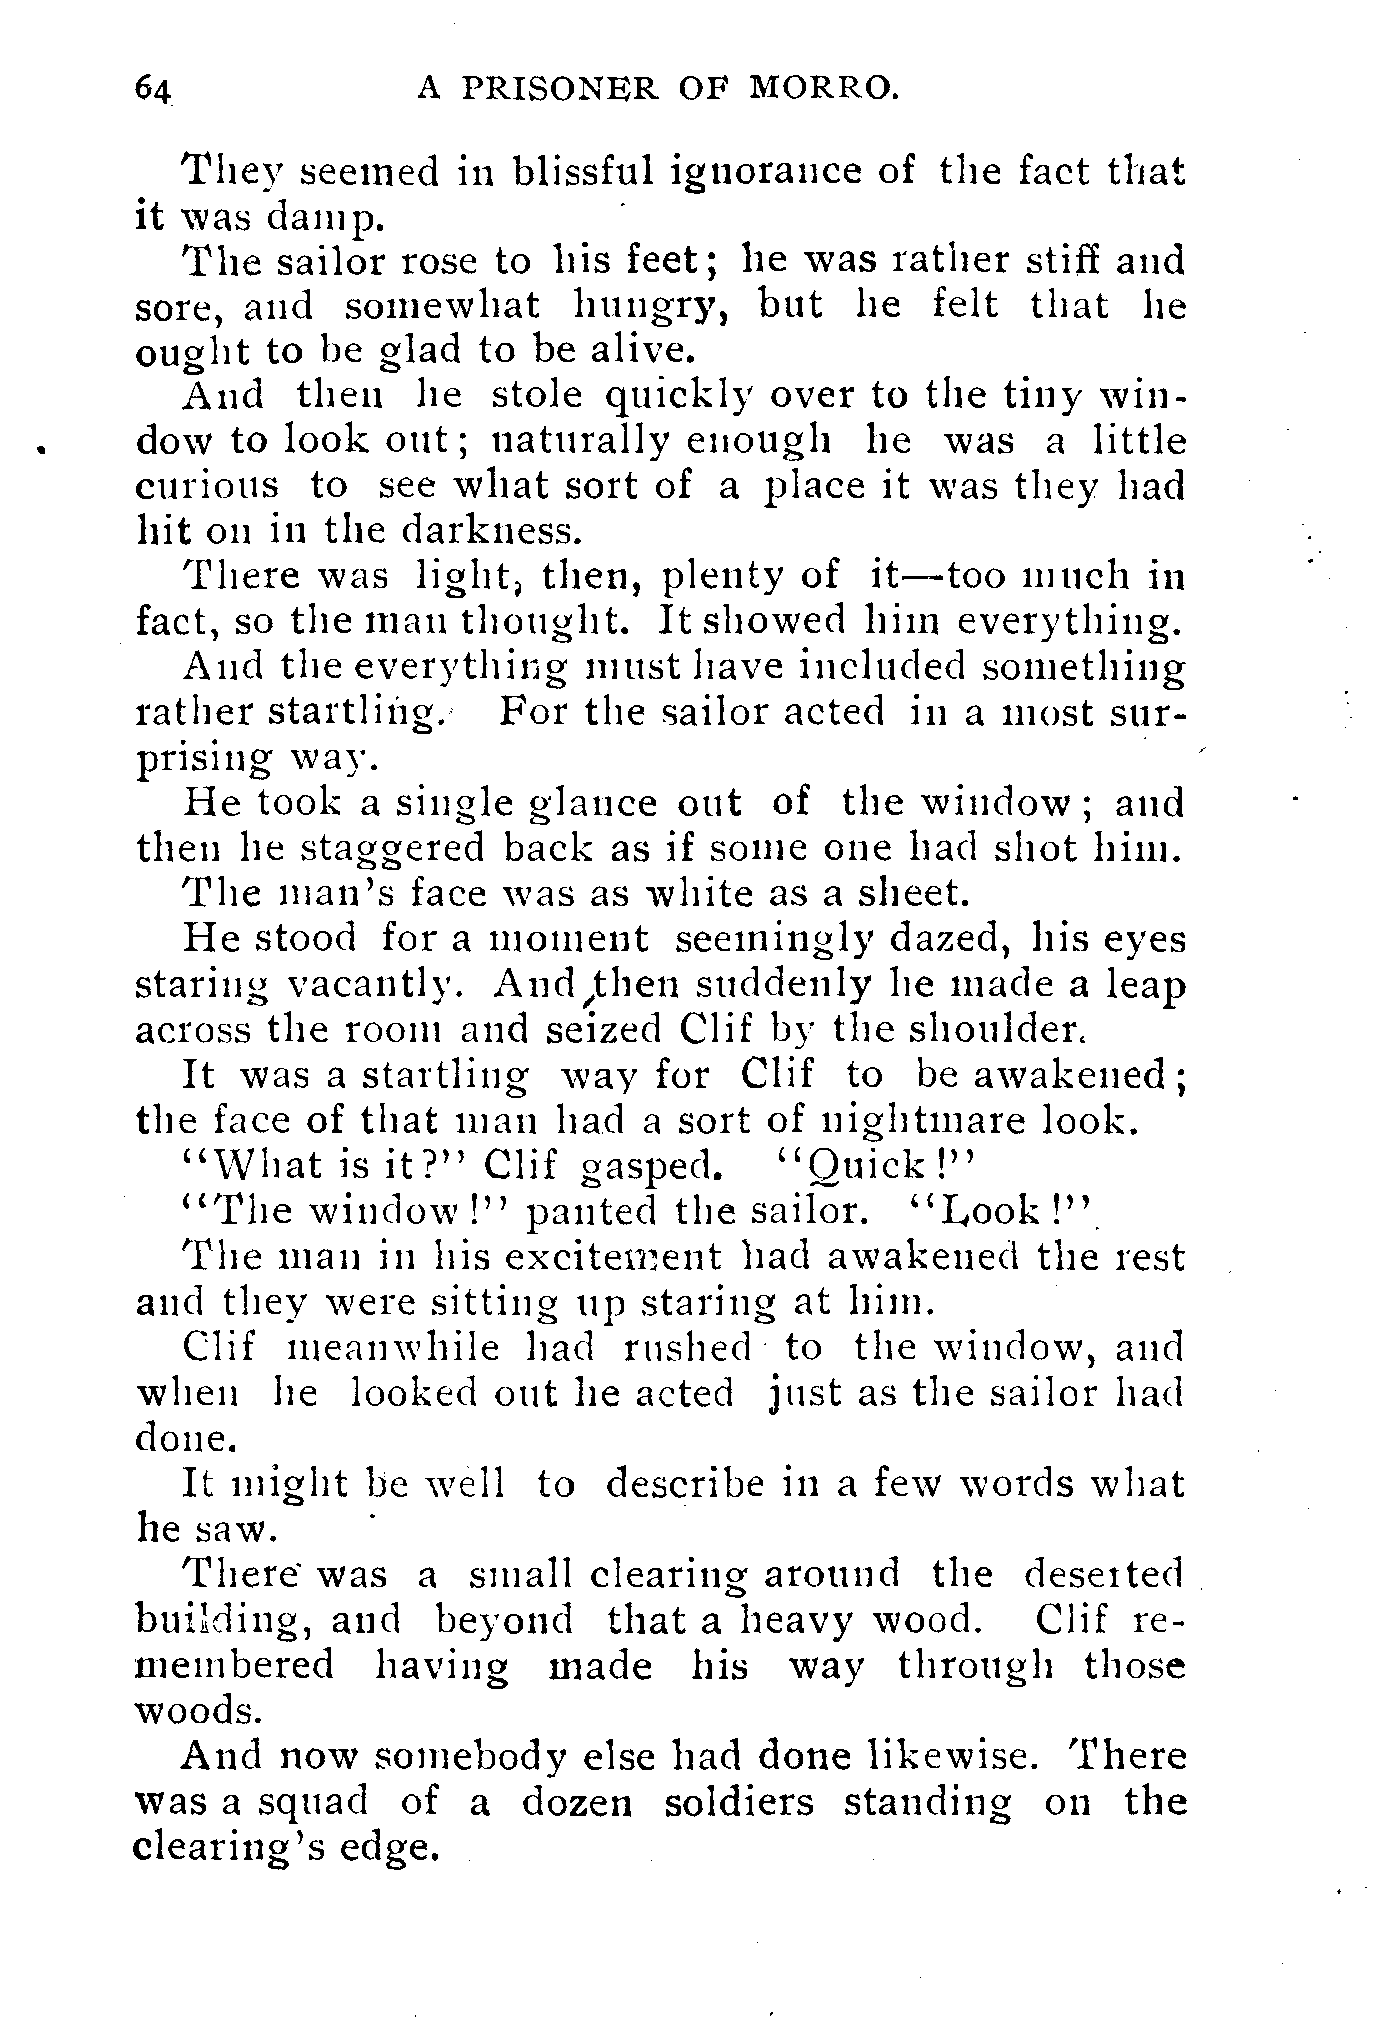 64 A PRISONER OF MORRO.
They seemed in blissful ignorance of the fact that
it was damp.
The sailor rose to his feet; he was rather stiff and
sore, and somewhat hungry, but he felt that he
ought to be glad to be alive.
And then he stole quickly over to the tiny win-
dow to look out; naturally enough he was a little
curious to see what sort of a place it was they had
hit on in the darkness.
There was light, then, plenty of it—too much in
fact, so the man thought. It showed him everything.
And the everything must have included something
rather startling. For the sailor acted in a most sur-
prising way.
He took a single glance out of the window; and
then he staggered back as if some one had shot him.
The man's face was as white as a sheet.
He stood for a moment seemingly dazed, his eyes
staring vacantly. And then suddenly he made a leap
across the room and seized Clif by the shoulder.
It was a startling way for Clif to be awakened;
the face of that man had a sort of nightmare look.
"What is it?" Clif gasped. "Quick!"
"The window!" panted the sailor. "Look!"
The man in his excitement had awakened the rest
and they were sitting up staring at him.
Clif meanwhile had rushed to the window, and
when he looked out he acted just as the sailor had
done.
It might be well to describe in a few words what
he saw.
There was a small clearing around the deserted
building, and beyond that a heavy wood. Clif re-
membered having made his way through those
woods.
And now somebody else had done likewise. There
was a squad of a dozen soldiers standing on the
clearing's edge.